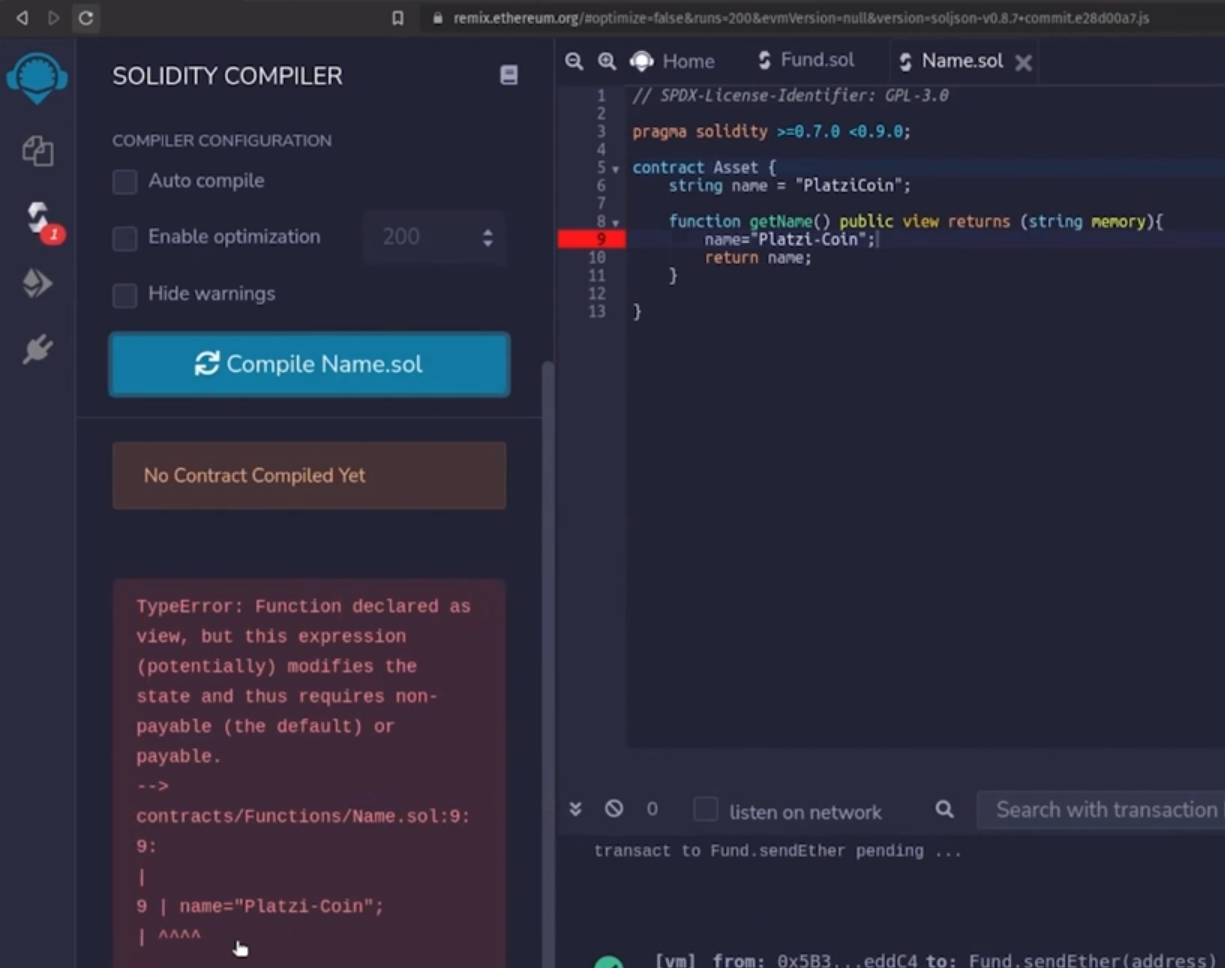 remix.ethereum.org/#optimize=false&runs=200&evmVersion=null&version=soljson-v0.8.7+commit.e28d00a7.js
SOLIDITY COMPILER
COMPILER CONFIGURATION
Auto compile
Enable optimization
200
Hide warnings
1
Compile Name.sol
No Contract Compiled Yet
TypeError: Function declared as
view, but this expression
(potentially) modifies the
state and thus requires non-
payable (the default) or
payable.
-->
contracts/Functions/Name.sol:9:
9:
|
9 | name="Platzi-Coin";
| ^^^^
Home
Fund.sol
Name.sol
1 // SPDX-License-Identifier: GPL-3.0
2
3 pragma solidity >=0.7.0 <0.9.0;
4
5 contract Asset {
6 string name = "PlatziCoin";
7
8 function getName() public view returns (string memory){
9 name="Platzi-Coin";
10 return name;
11 }
12
13 }
0
listen on network
Search with transaction
transact to Fund.sendEther pending ...
[vm] from: 0x5B3...eddC4 to: Fund.sendEther(address)